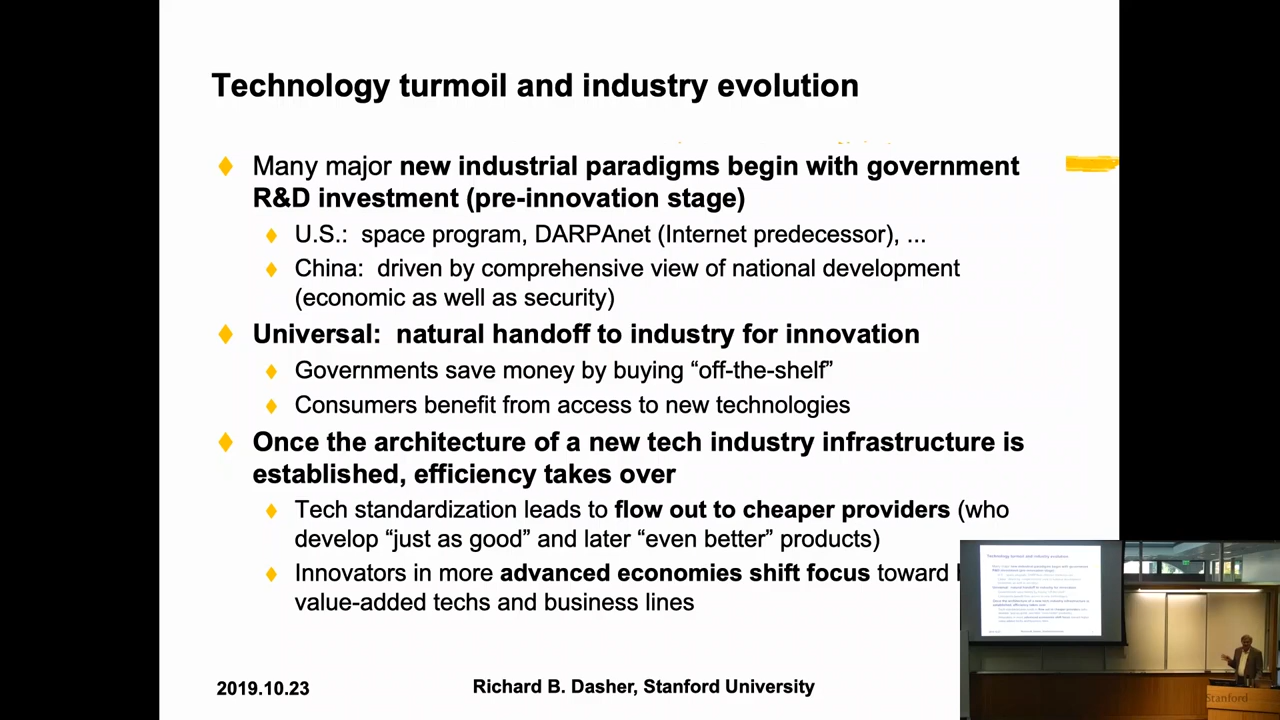 Technology turmoil and industry evolution
Many major new industrial paradigms begin with government
R&D investment (pre-innovation stage)
U.S.: space program, DARPAnet (Internet predecessor), ...
China: driven by comprehensive view of national development
(economic as well as security)
Universal: natural handoff to industry for innovation
Governments save money by buying “off-the-shelf”
Consumers benefit from access to new technologies
Once the architecture of a new tech industry infrastructure is
established, efficiency takes over
Tech standardization leads to flow out to cheaper providers (who
develop “just as good” and later “even better” products)
Innovators in more advanced economies shift focus toward
value-added techs and business lines
2019.10.23
Richard B. Dasher, Stanford University
Stanford